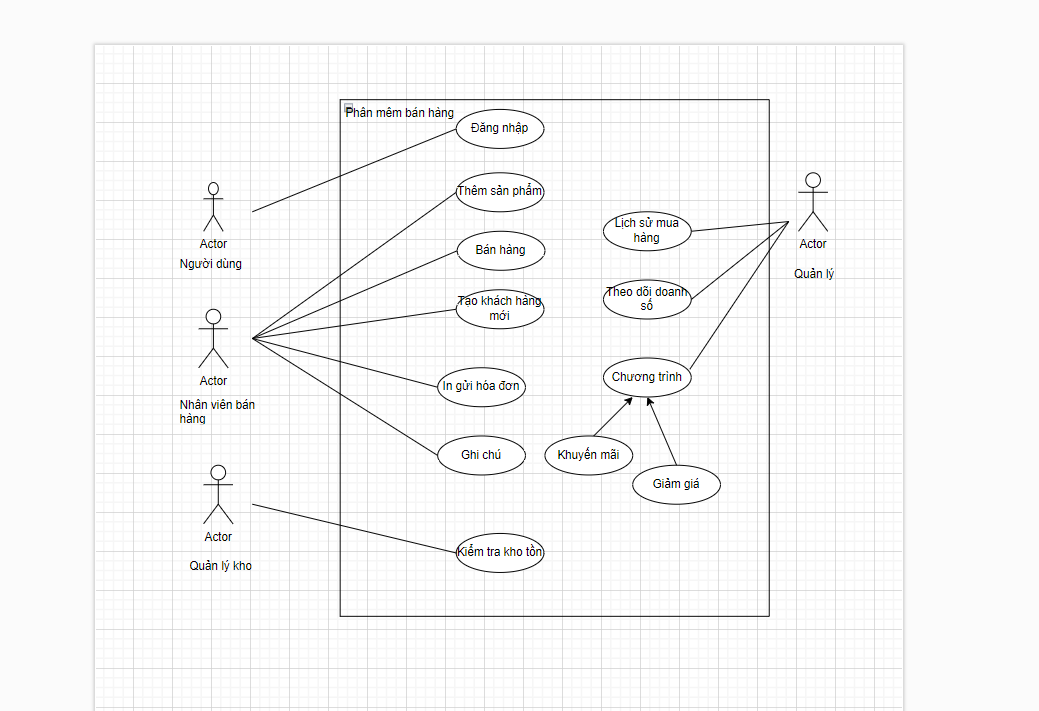 Phần mềm bán hàng
Đăng nhập
Thêm sản phẩm
Bán hàng
Tạo khách hàng
mới
In gửi hóa đơn
Ghi chú
Kiểm tra kho tồn
Lịch sử mua
hàng
Theo dõi doanh
số
Chương trình
Khuyến mãi
Giảm giá
Actor
Người dùng
Actor
Nhân viên bán
hàng
Actor
Quản lý kho
Actor
Quản lý